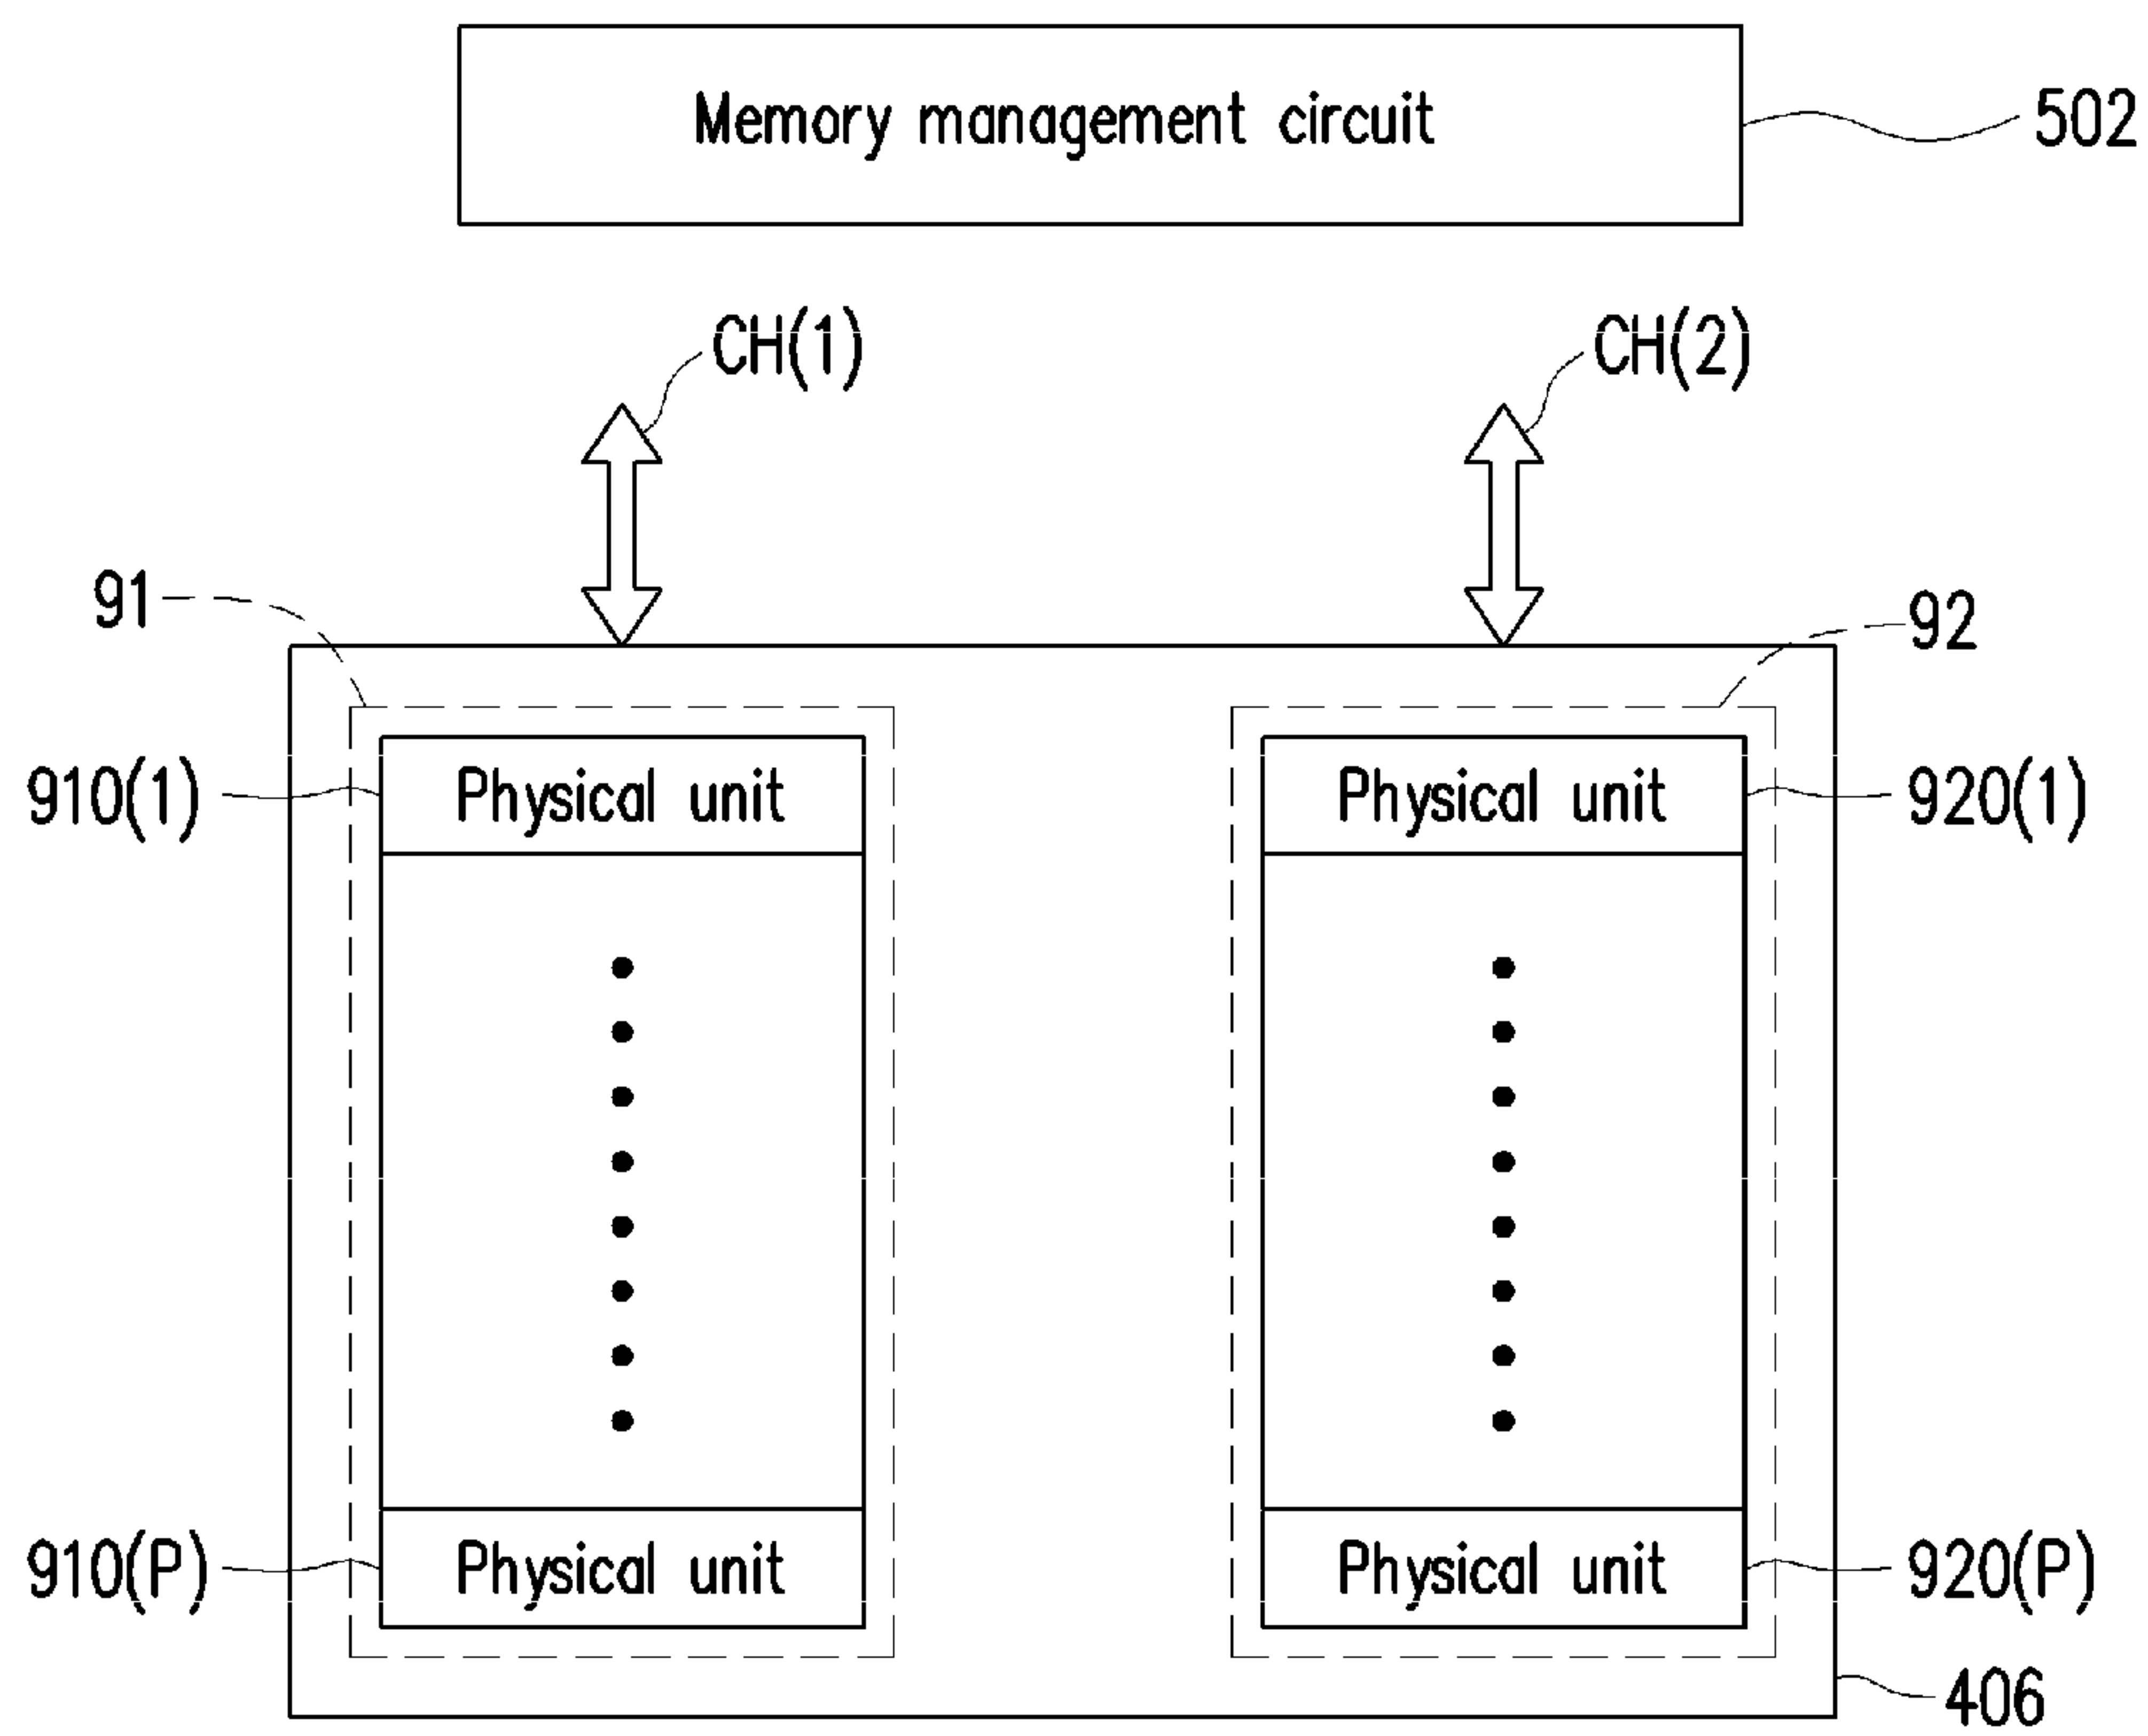 Memory management circuit
502
CH(1)
CH(2)
91
92
910(1)
Physical unit
Physical unit
920(1)
910(P)
Physical unit
Physical unit
920(P)
406